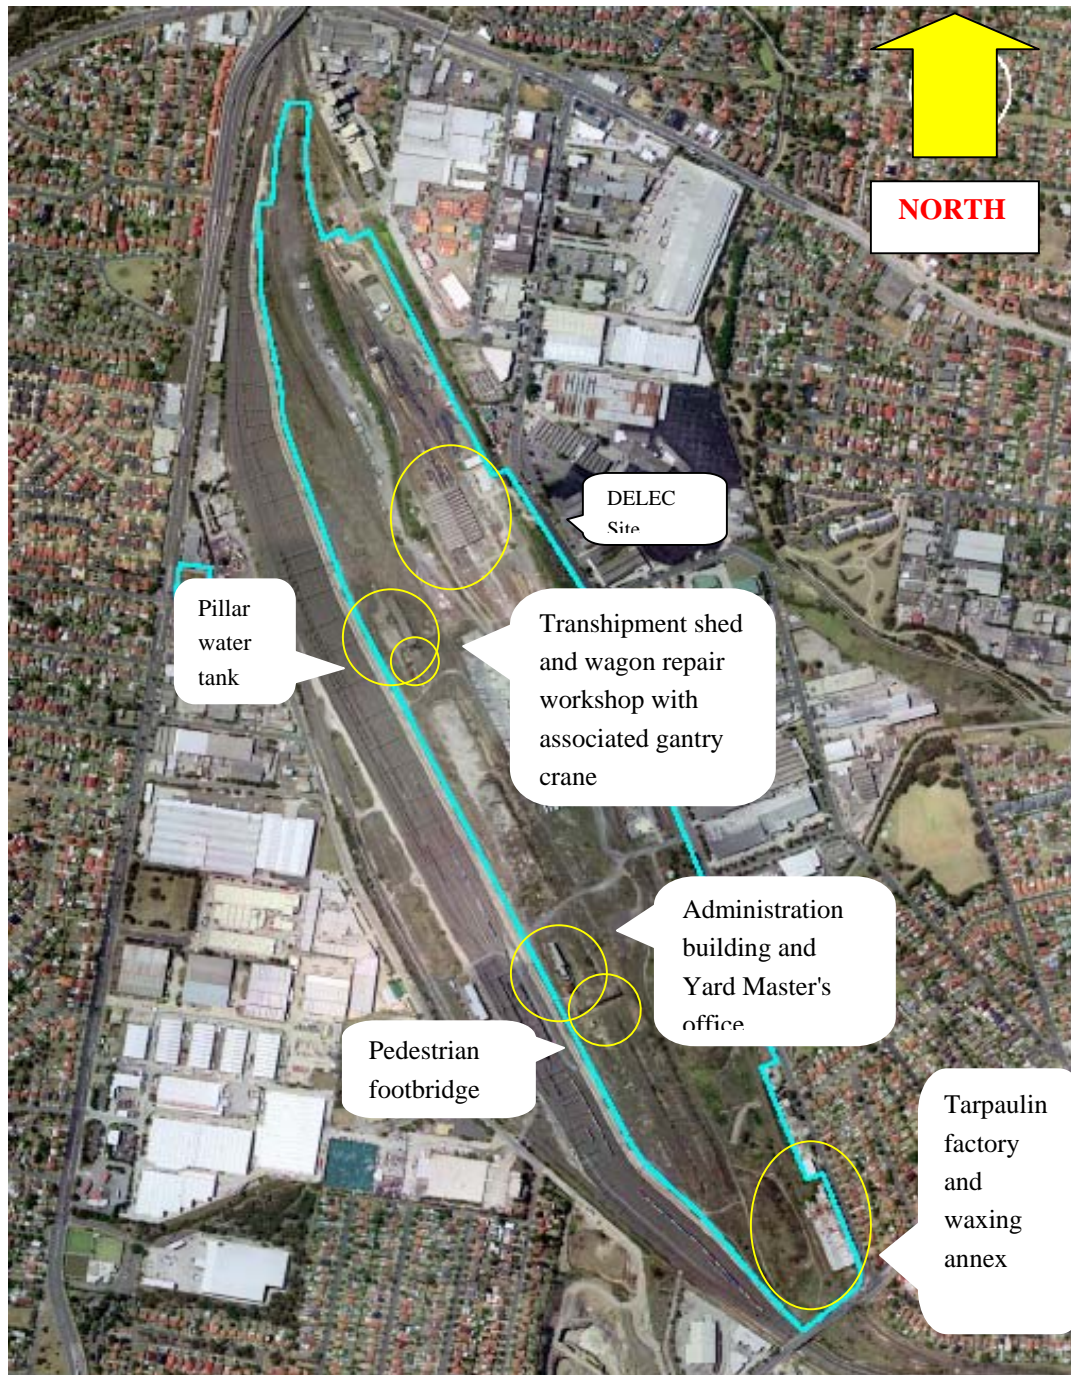 NORTH
DELEC
Site
Pillar
water
tank
Transhipment shed
and wagon repair
workshop with
associated gantry
crane
Administration
building and
Yard Master's
office
Pedestrian
footbridge
Tarpaulin
factory
and
waxing
annex